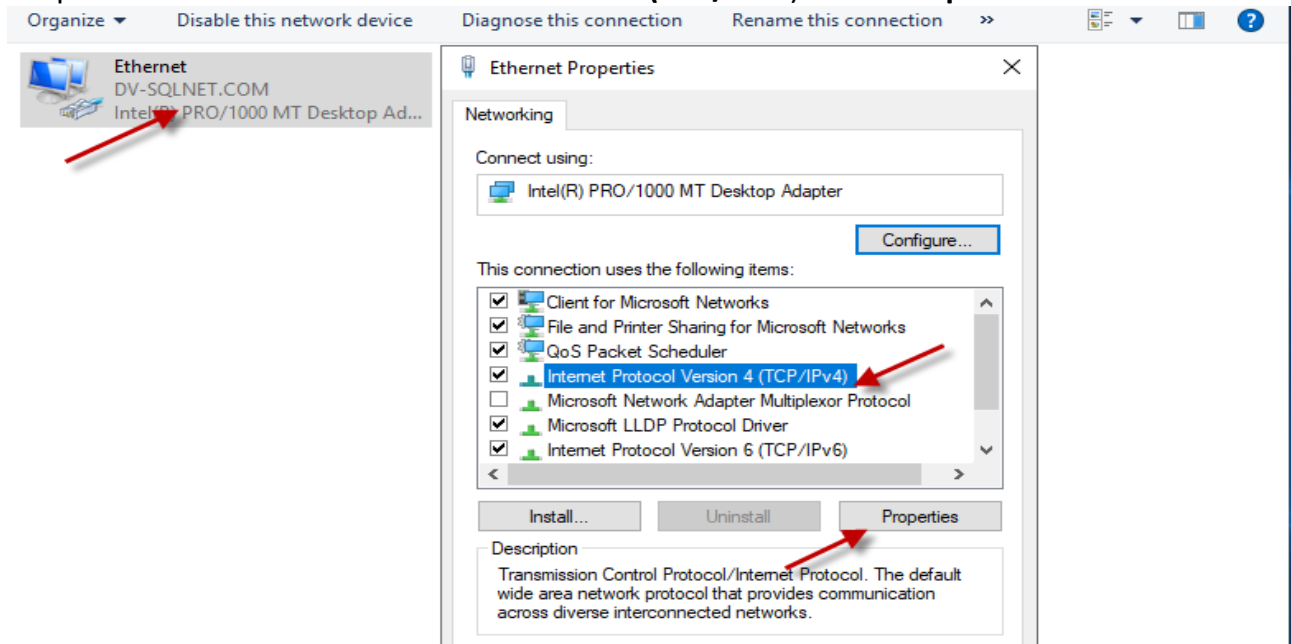 Organize Disable this network device Diagnose this connection Rename this connection »
Ethernet
DV-SQLNET.COM
Intel(R) PRO/1000 MT Desktop Ad...
Ethernet Properties
Networking
Connect using:
Intel(R) PRO/1000 MT Desktop Adapter
Configure...
This connection uses the following items:
Client for Microsoft Networks
File and Printer Sharing for Microsoft Networks
QoS Packet Scheduler
Internet Protocol Version 4 (TCP/IPv4)
Microsoft Network Adapter Multiplexor Protocol
Microsoft LLDP Protocol Driver
Internet Protocol Version 6 (TCP/IPv6)
Install... Uninstall Properties
Description
Transmission Control Protocol/Internet Protocol. The default
wide area network protocol that provides communication
across diverse interconnected networks.